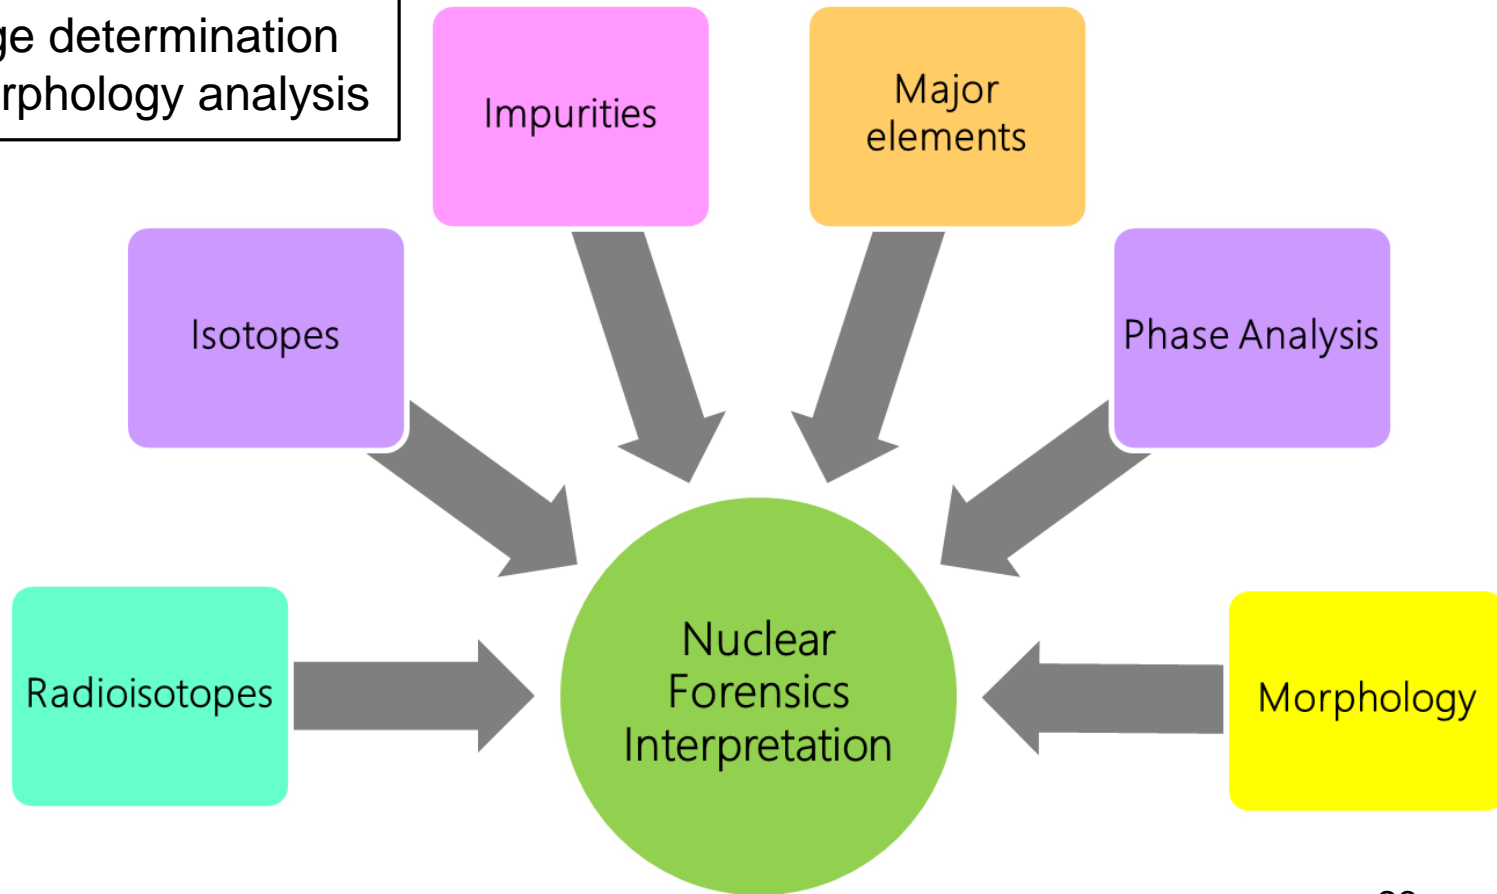 ge determination
rphology analysis
Impurities
Major
elements
Isotopes
Phase Analysis
Radioisotopes
Nuclear
Forensics
Interpretation
Morphology